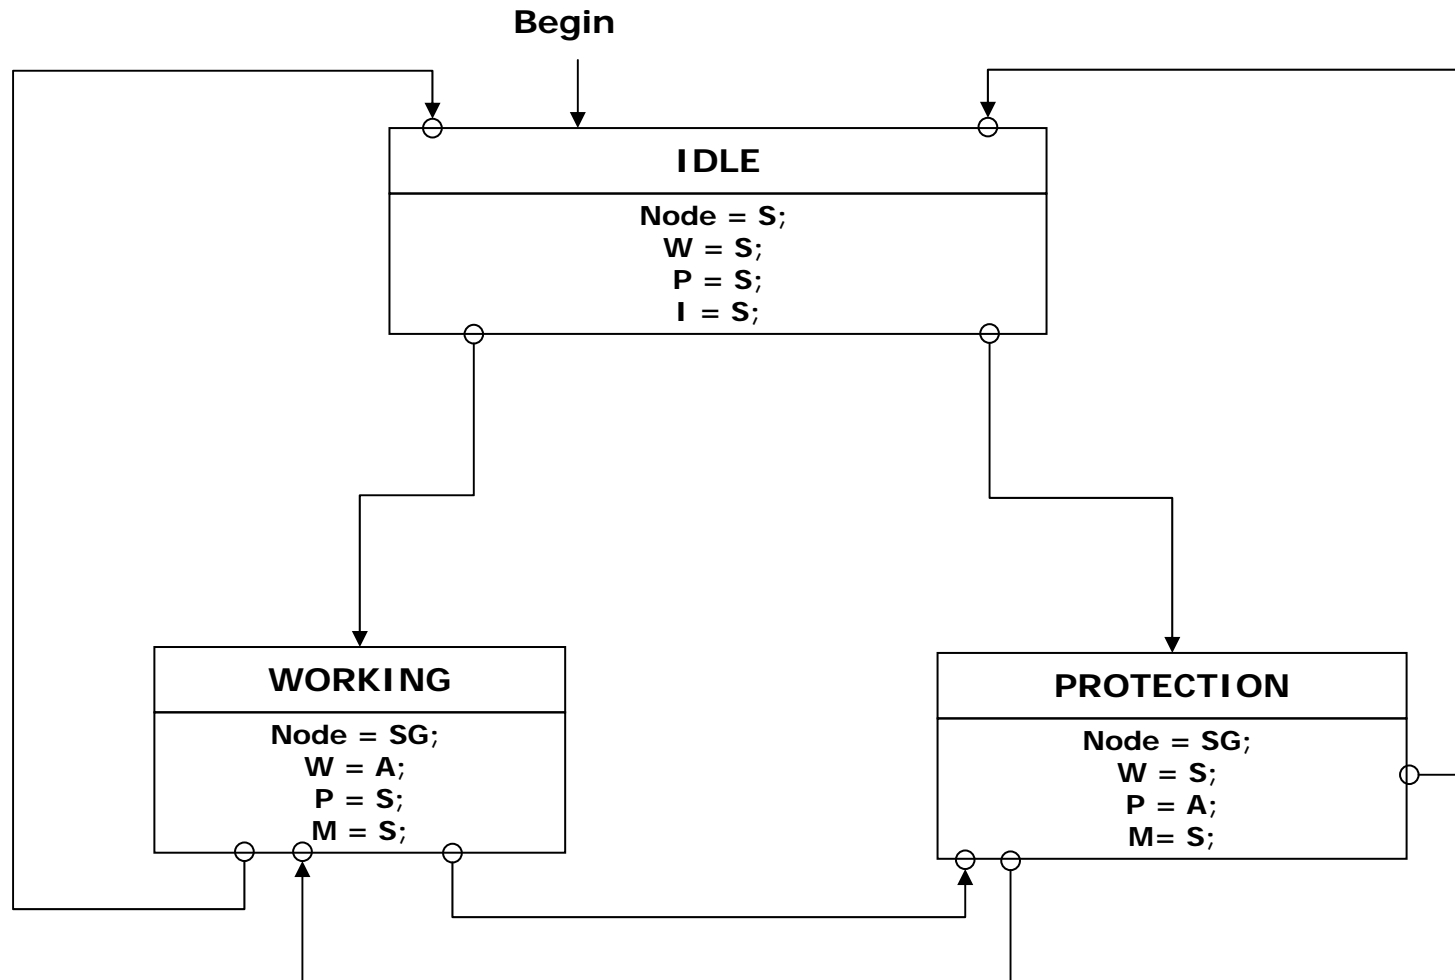 Begin
IDLE
Node = S;
W = S;
P = S;
I = S;
WORKING
Node = SG;
W = A;
P = S;
M = S;
PROTECTION
Node = SG;
W = S;
P = A;
M= S;